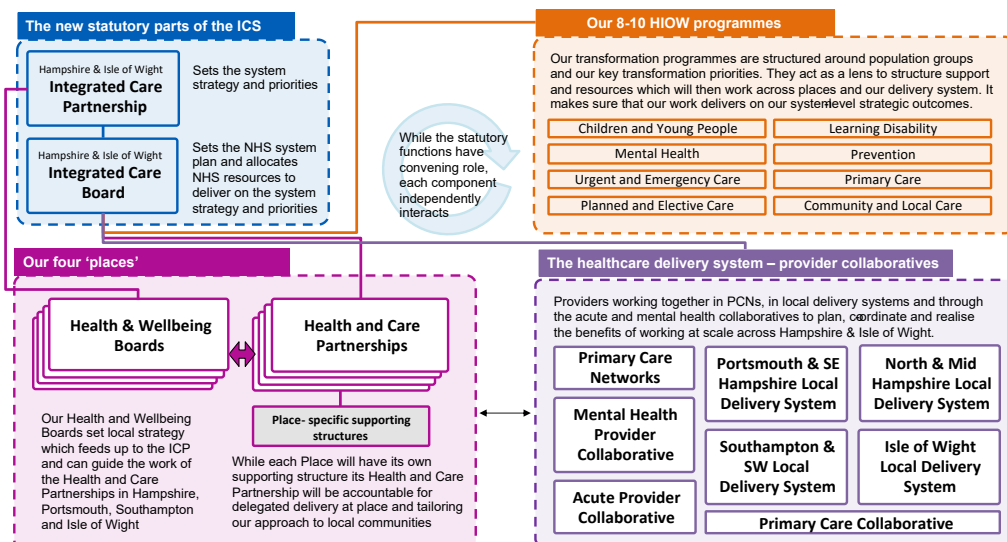 The new statutory parts of the ICS
Hampshire & Isle of Wight
Integrated Care
Partnership
Sets the system
strategy and priorities
Hampshire & Isle of Wight
Integrated Care
Board
Sets the NHS system
plan and allocates
NHS resources to
deliver on the system
strategy and priorities
While the statutory
functions have
convening role,
each component
independently
interacts
Our 8-10 HIOW programmes
Our transformation programmes are structured around population groups
and our key transformation priorities. They act as a lens to structure support
and resources which will then work across places and our delivery system. It
makes sure that our work delivers on our system-level strategic outcomes.
Children and Young People
Learning Disability
Mental Health
Prevention
Urgent and Emergency Care
Primary Care
Planned and Elective Care
Community and Local Care
Our four ‘places’
Health & Wellbeing
Boards
Health and Care
Partnerships
Place- specific supporting
structures
Our Health and Wellbeing
Boards set local strategy
which feeds up to the ICP
and can guide the work of
the Health and Care
Partnerships in Hampshire,
Portsmouth, Southampton
and Isle of Wight
While each Place will have its own
supporting structure its Health and Care
Partnership will be accountable for
delegated delivery at place and tailoring
our approach to local communities
The healthcare delivery system – provider collaboratives
Providers working together in PCNs, in local delivery systems and through
the acute and mental health collaboratives to plan, co-ordinate and realise
the benefits of working at scale across Hampshire & Isle of Wight.
Primary Care
Networks
Mental Health
Provider
Collaborative
Acute Provider
Collaborative
Portsmouth & SE
Hampshire Local
Delivery System
North & Mid
Hampshire Local
Delivery System
Southampton &
SW Local
Delivery System
Isle of Wight
Local Delivery
System
Primary Care Collaborative